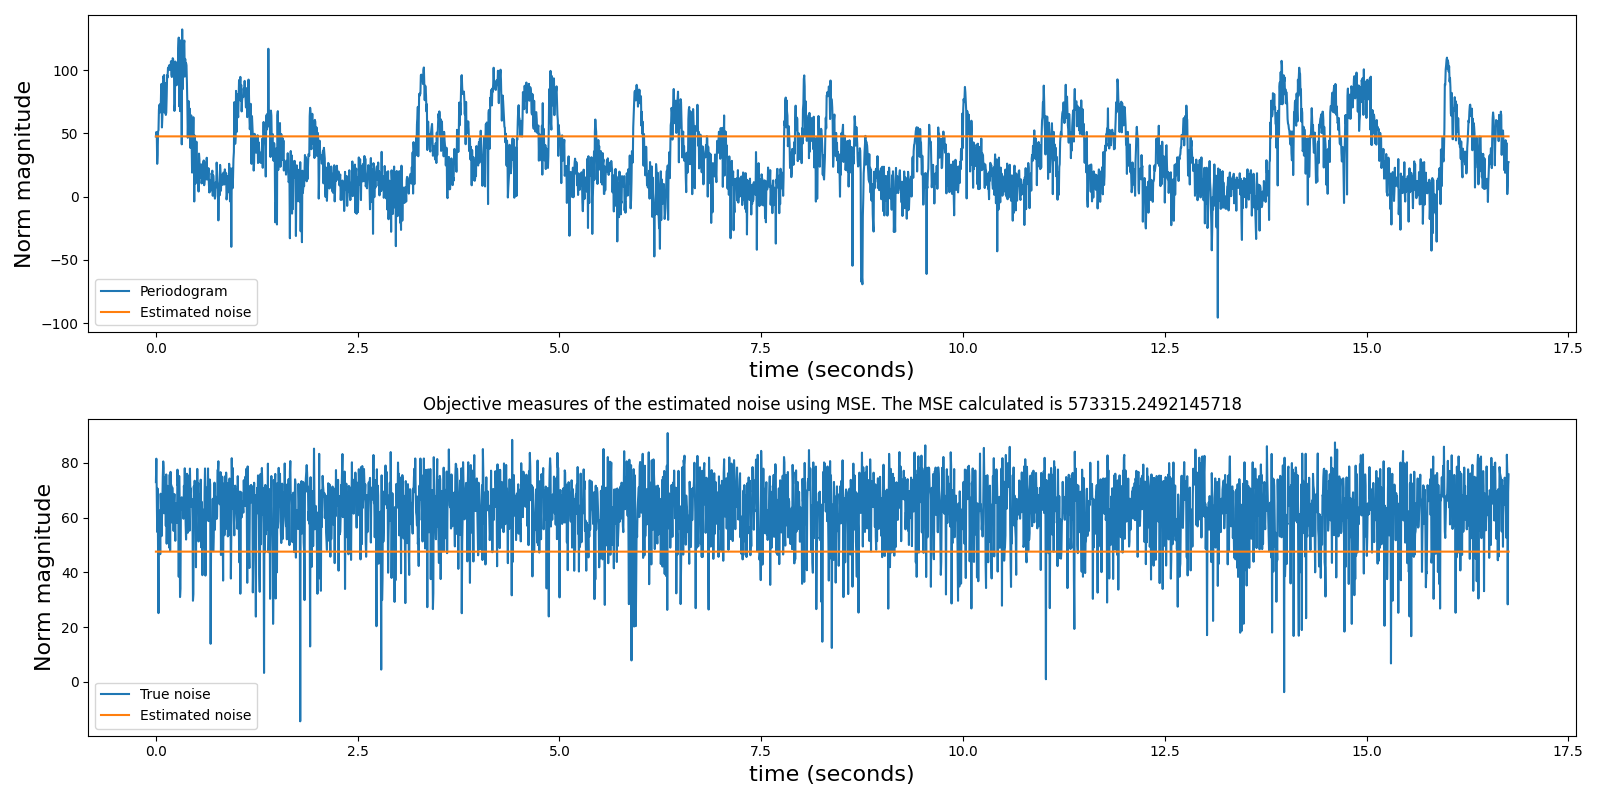 100
50
0
−50
−100
Norm magnitude
Periodogram
Estimated noise
0.0 2.5 5.0 7.5 10.0 12.5 15.0 17.5
time (seconds)
Objective measures of the estimated noise using MSE. The MSE calculated is 573315.2492145718
80
60
40
20
0
Norm magnitude
True noise
Estimated noise
0.0 2.5 5.0 7.5 10.0 12.5 15.0 17.5
time (seconds)